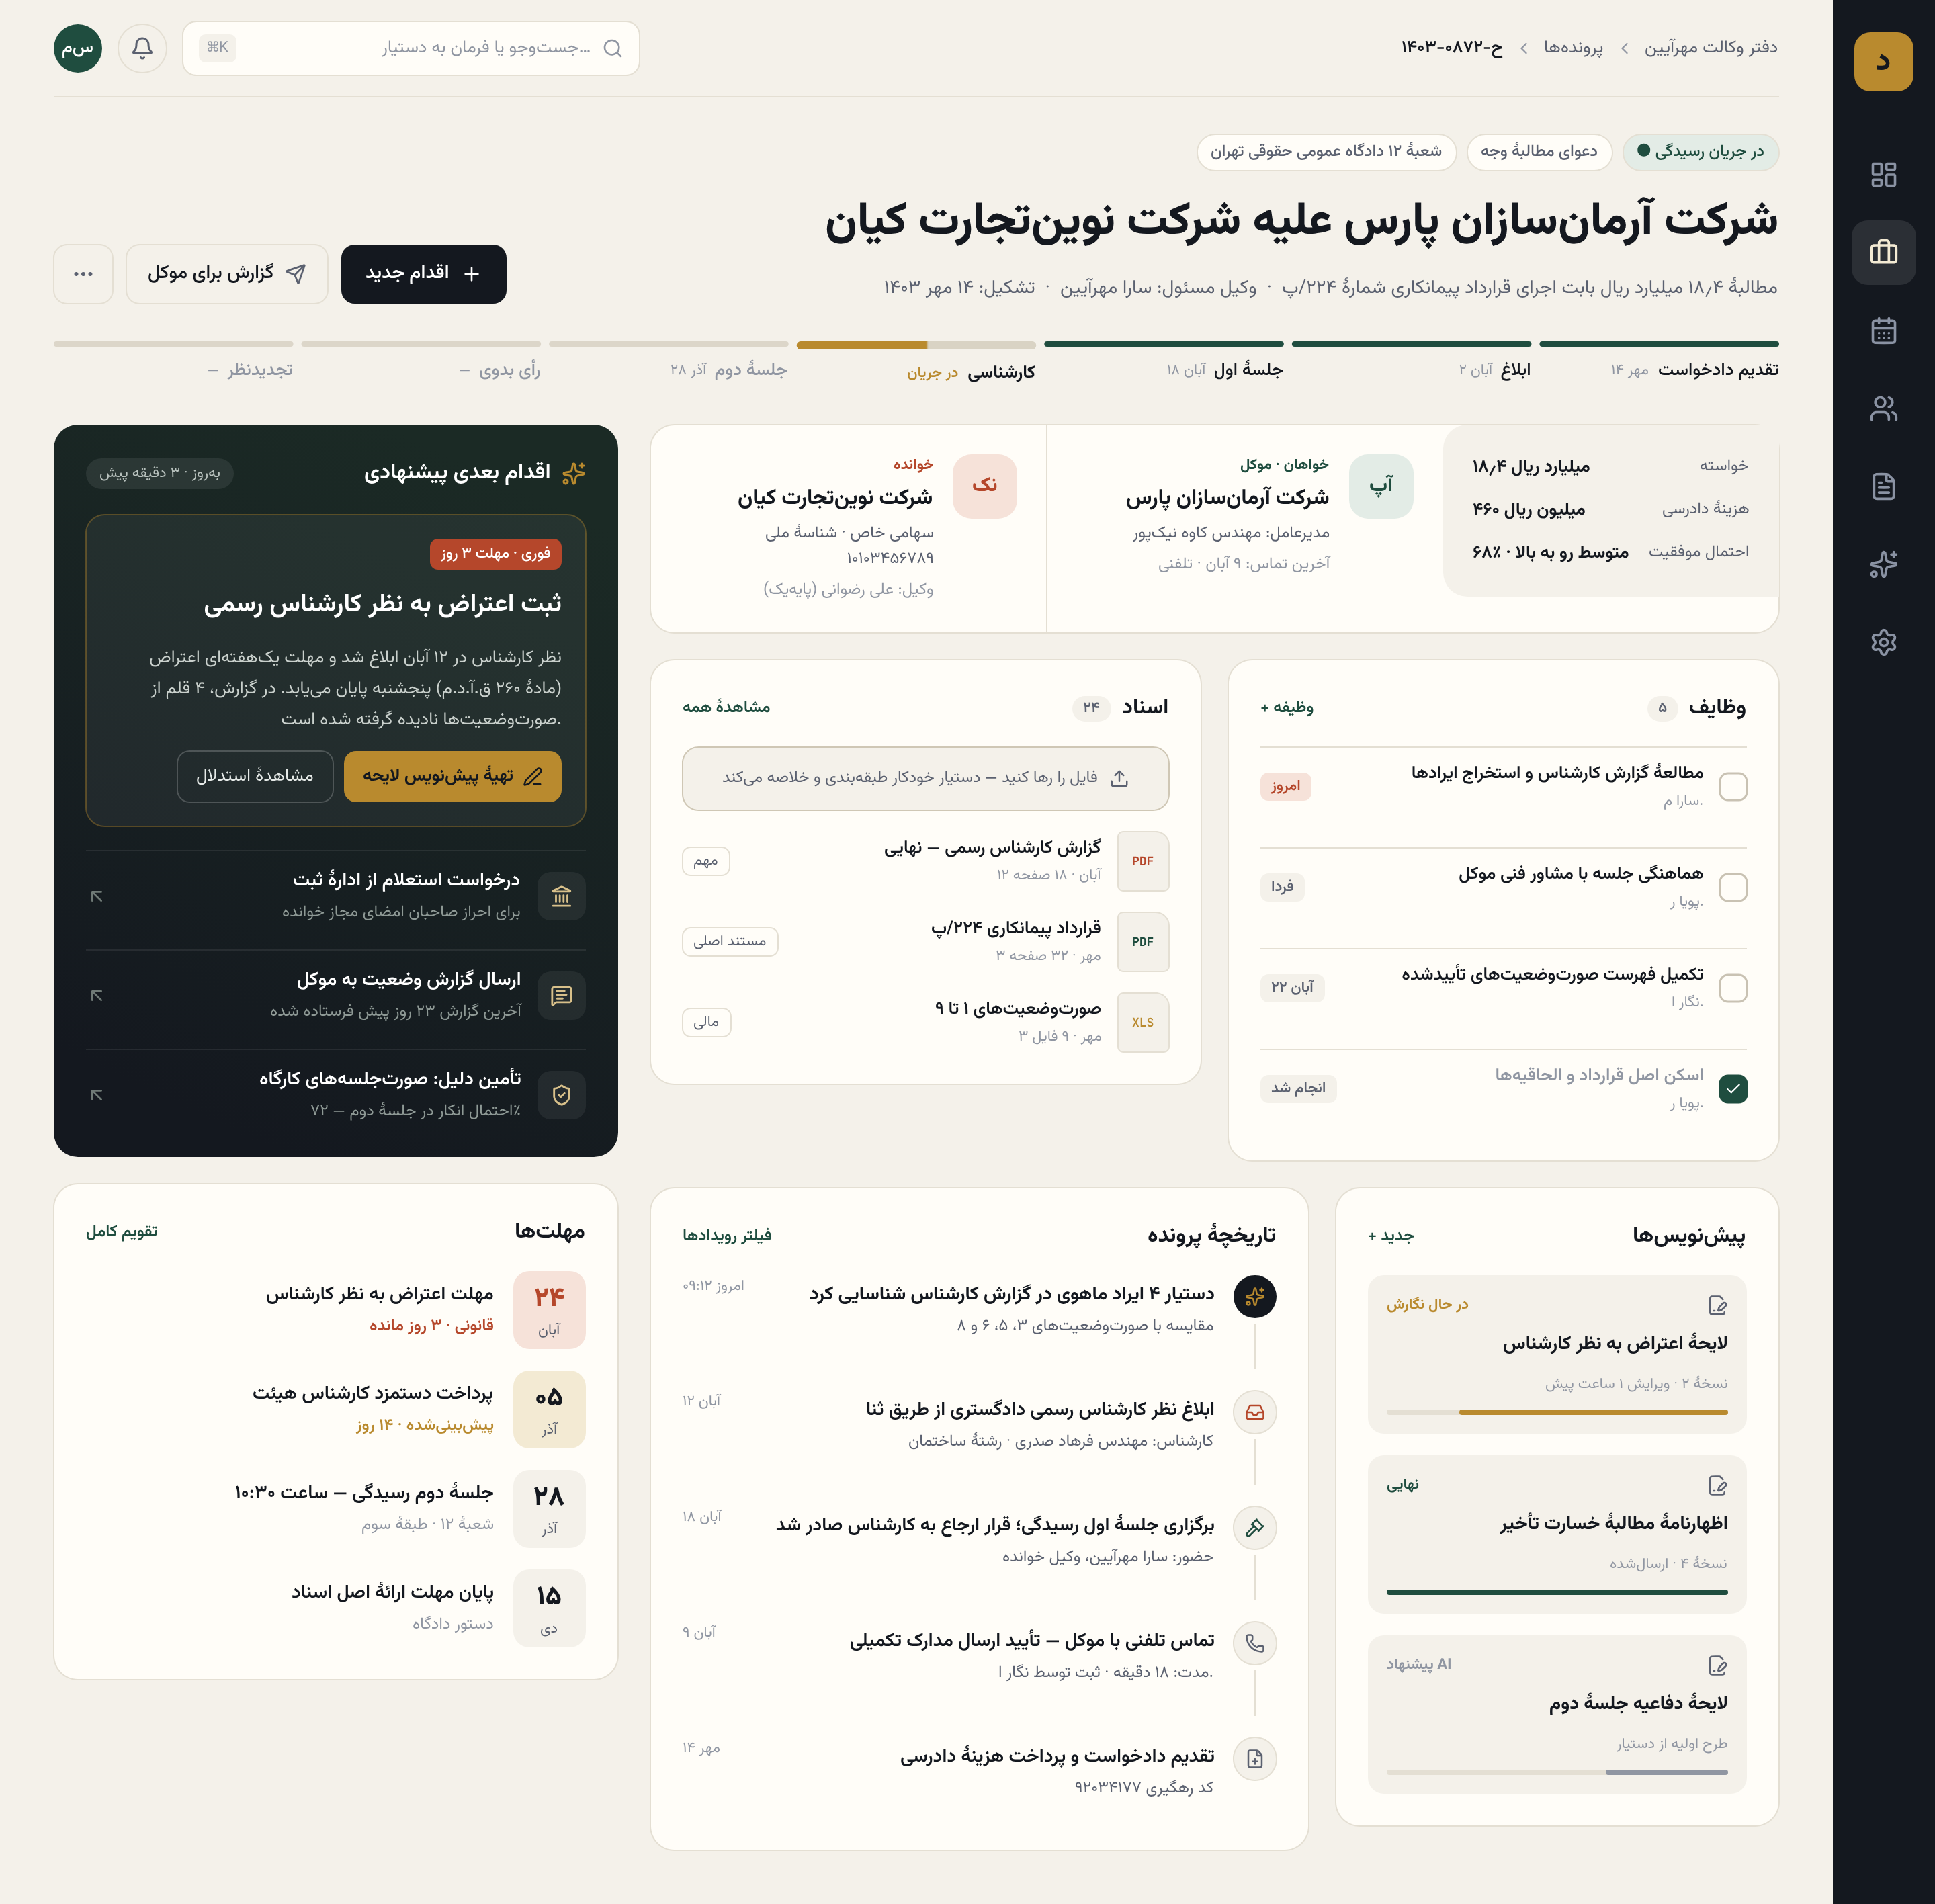 د
دفتر وکالت مهرآیین
پرونده‌ها
ح-۰۸۷۲-۱۴۰۳
جست‌وجو یا فرمان به دستیار...
⌘K
س‌م
در جریان رسیدگی
دعوای مطالبهٔ وجه
شعبهٔ ۱۲ دادگاه عمومی حقوقی تهران
شرکت آرمان‌سازان پارس علیه شرکت نوین‌تجارت کیان
مطالبهٔ ۱۸٫۴ میلیارد ریال بابت اجرای قرارداد پیمانکاری شمارهٔ ۲۲۴/پ · وکیل مسئول: سارا مهرآیین · تشکیل: ۱۴ مهر ۱۴۰۳
اقدام جدید
گزارش برای موکل
تقدیم دادخواست ۱۴ مهر
ابلاغ ۲ آبان
جلسهٔ اول ۱۸ آبان
کارشناسی در جریان
جلسهٔ دوم ۲۸ آذر
رأی بدوی —
تجدیدنظر —
خواسته ۱۸٫۴ میلیارد ریال
هزینهٔ دادرسی ۴۶۰ میلیون ریال
احتمال موفقیت ۶۸٪ · متوسط رو به بالا
آپ
خواهان · موکل
شرکت آرمان‌سازان پارس
مدیرعامل: مهندس کاوه نیک‌پور
آخرین تماس: ۹ آبان · تلفنی
نک
خوانده
شرکت نوین‌تجارت کیان
سهامی خاص · شناسهٔ ملی
۱۰۱۰۳۴۵۶۷۸۹
وکیل: علی رضوانی (پایه‌یک)
وظایف ۵
+ وظیفه
مطالعهٔ گزارش کارشناس و استخراج ایرادها
سارا م.
امروز
هماهنگی جلسه با مشاور فنی موکل
پویا ر.
فردا
تکمیل فهرست صورت‌وضعیت‌های تأییدشده
نگار ا.
۲۲ آبان
اسکن اصل قرارداد و الحاقیه‌ها
پویا ر.
انجام شد
اسناد ۲۴
مشاهدهٔ همه
فایل را رها کنید — دستیار خودکار طبقه‌بندی و خلاصه می‌کند
PDF
گزارش کارشناس رسمی — نهایی
۱۲ آبان · ۱۸ صفحه
مهم
PDF
قرارداد پیمانکاری ۲۲۴/پ
۳ مهر · ۳۲ صفحه
مستند اصلی
XLS
صورت‌وضعیت‌های ۱ تا ۹
۳ مهر · ۹ فایل
مالی
اقدام بعدی پیشنهادی
به‌روز · ۳ دقیقه پیش
فوری · مهلت ۳ روز
ثبت اعتراض به نظر کارشناس رسمی
نظر کارشناس در ۱۲ آبان ابلاغ شد و مهلت یک‌هفته‌ای اعتراض
(مادهٔ ۲۶۰ ق.آ.د.م) پنجشنبه پایان می‌یابد. در گزارش، ۴ قلم از
صورت‌وضعیت‌ها نادیده گرفته شده است.
تهیهٔ پیش‌نویس لایحه
مشاهدهٔ استدلال
درخواست استعلام از ادارهٔ ثبت
برای احراز صاحبان امضای مجاز خوانده
ارسال گزارش وضعیت به موکل
آخرین گزارش ۲۳ روز پیش فرستاده شده
تأمین دلیل: صورت‌جلسه‌های کارگاه
احتمال انکار در جلسهٔ دوم — ۷۲٪
پیش‌نویس‌ها
+ جدید
در حال نگارش
لایحهٔ اعتراض به نظر کارشناس
نسخهٔ ۲ · ویرایش ۱ ساعت پیش
نهایی
اظهارنامهٔ مطالبهٔ خسارت تأخیر
نسخهٔ ۴ · ارسال‌شده
پیشنهاد AI
لایحهٔ دفاعیه جلسهٔ دوم
طرح اولیه از دستیار
تاریخچهٔ پرونده
فیلتر رویدادها
دستیار ۴ ایراد ماهوی در گزارش کارشناس شناسایی کرد
امروز ۰۹:۱۲
مقایسه با صورت‌وضعیت‌های ۳، ۵، ۶ و ۸
ابلاغ نظر کارشناس رسمی دادگستری از طریق ثنا
۱۲ آبان
کارشناس: مهندس فرهاد صدری · رشتهٔ ساختمان
برگزاری جلسهٔ اول رسیدگی؛ قرار ارجاع به کارشناس صادر شد
۱۸ آبان
حضور: سارا مهرآیین، وکیل خوانده
تماس تلفنی با موکل — تأیید ارسال مدارک تکمیلی
۹ آبان
مدت: ۱۸ دقیقه · ثبت توسط نگار ا.
تقدیم دادخواست و پرداخت هزینهٔ دادرسی
۱۴ مهر
کد رهگیری ۹۲۰۳۴۱۷۷
مهلت‌ها
تقویم کامل
۲۴
آبان
مهلت اعتراض به نظر کارشناس
قانونی · ۳ روز مانده
۰۵
آذر
پرداخت دستمزد کارشناس هیئت
پیش‌بینی‌شده · ۱۴ روز
۲۸
آذر
جلسهٔ دوم رسیدگی — ساعت ۱۰:۳۰
شعبهٔ ۱۲ · طبقهٔ سوم
۱۵
دی
پایان مهلت ارائهٔ اصل اسناد
دستور دادگاه